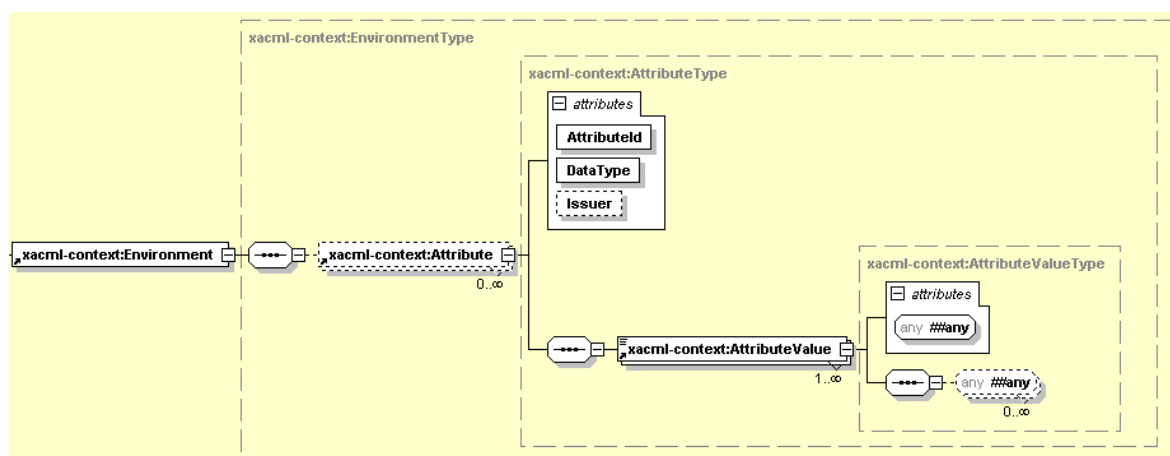 xacml-context:EnvironmentType
xacml-context:AttributeType
attributes
AttributeId
DataType
Issuer
xacml-context:Environment
xacml-context:Attribute
0..∞
xacml-context:AttributeValueType
attributes
any ##any
xacml-context:AttributeValue
1..∞
any ##any
0..∞